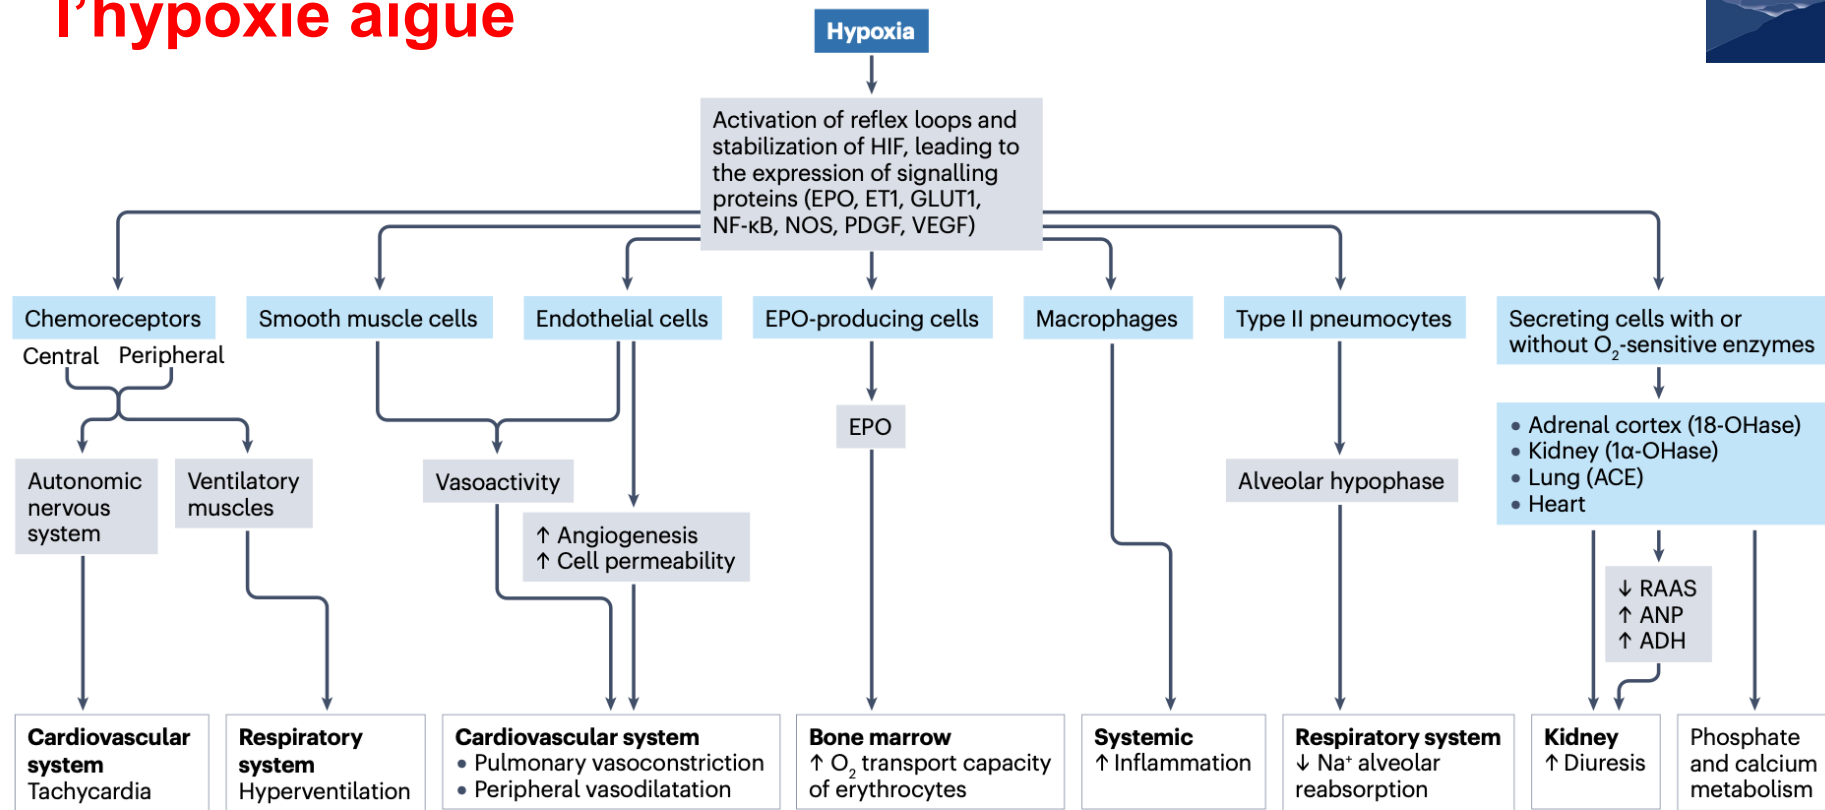 l'hypoxie aiguë
Hypoxia
Activation of reflex loops and
stabilization of HIF, leading to
the expression of signalling
proteins (EPO, ET1, GLUT1,
NF-κB, NOS, PDGF, VEGF)
Chemoreceptors
Smooth muscle cells
Endothelial cells
EPO-producing cells
Macrophages
Type II pneumocytes
Secreting cells with or
without O₂-sensitive enzymes
Central
Peripheral
EPO
• Adrenal cortex (18-OHase)
• Kidney (1α-OHase)
• Lung (ACE)
• Heart
Autonomic
nervous
system
Ventilatory
muscles
Vasoactivity
Alveolar hypophase
↑ Angiogenesis
↑ Cell permeability
↓ RAAS
↑ ANP
↑ ADH
Cardiovascular
system
Tachycardia
Respiratory
system
Hyperventilation
Cardiovascular system
• Pulmonary vasoconstriction
• Peripheral vasodilatation
Bone marrow
↑ O₂ transport capacity
of erythrocytes
Systemic
↑ Inflammation
Respiratory system
↓ Na⁺ alveolar
reabsorption
Kidney
↑ Diuresis
Phosphate
and calcium
metabolism